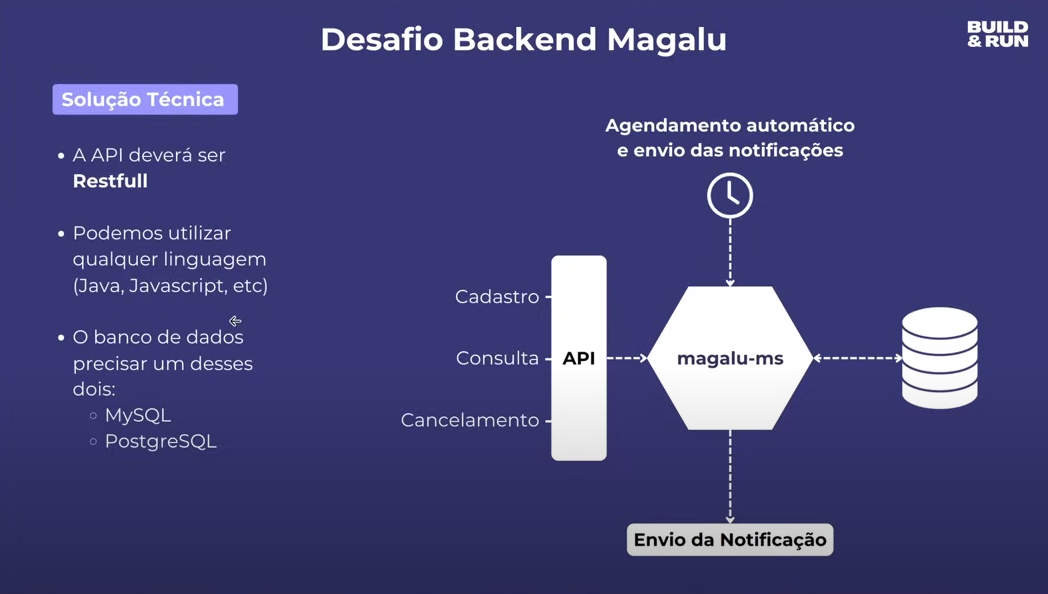 Desafio Backend Magalu
BUILD
& RUN
Solução Técnica
• A API deverá ser
Restfull
• Podemos utilizar
qualquer linguagem
(Java, Javascript, etc)
• O banco de dados
precisar um desses
dois:
○ MySQL
○ PostgreSQL
Agendamento automático
e envio das notificações
Cadastro
Consulta
Cancelamento
API
magalu-ms
Envio da Notificação